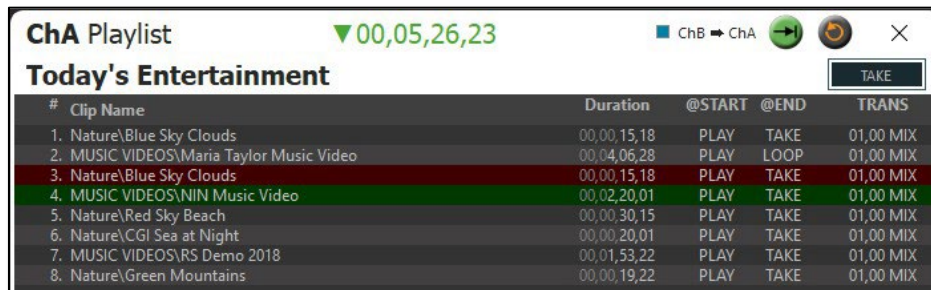 ChA Playlist ▼00,05,26,23 ChB ➡ ChA
Today's Entertainment TAKE
# Clip Name Duration @START @END TRANS
1. Nature\Blue Sky Clouds 00,00,15,18 PLAY TAKE 01,00 MIX
2. MUSIC VIDEOS\Maria Taylor Music Video 00,04,06,28 PLAY LOOP 01,00 MIX
3. Nature\Blue Sky Clouds 00,00,15,18 PLAY TAKE 01,00 MIX
4. MUSIC VIDEOS\NIN Music Video 00,02,20,01 PLAY TAKE 01,00 MIX
5. Nature\Red Sky Beach 00,00,30,15 PLAY TAKE 01,00 MIX
6. Nature\CGI Sea at Night 00,00,20,01 PLAY TAKE 01,00 MIX
7. MUSIC VIDEOS\RS Demo 2018 00,01,53,22 PLAY TAKE 01,00 MIX
8. Nature\Green Mountains 00,00,19,22 PLAY TAKE 01,00 MIX